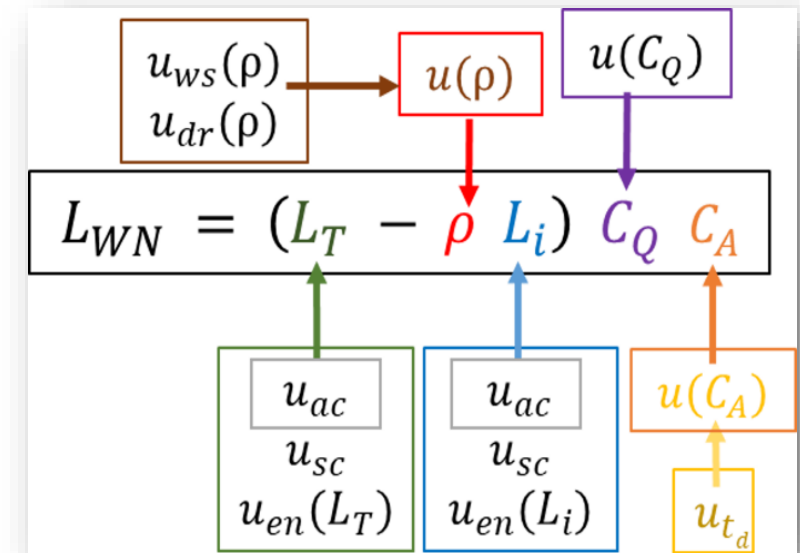 u_ws(ρ)
u_dr(ρ)
u(ρ)
u(C_Q)
L_WN = (L_T − ρ L_i) C_Q C_A
u_ac
u_sc
u_en(L_T)
u_ac
u_sc
u_en(L_i)
u(C_A)
u_t_d